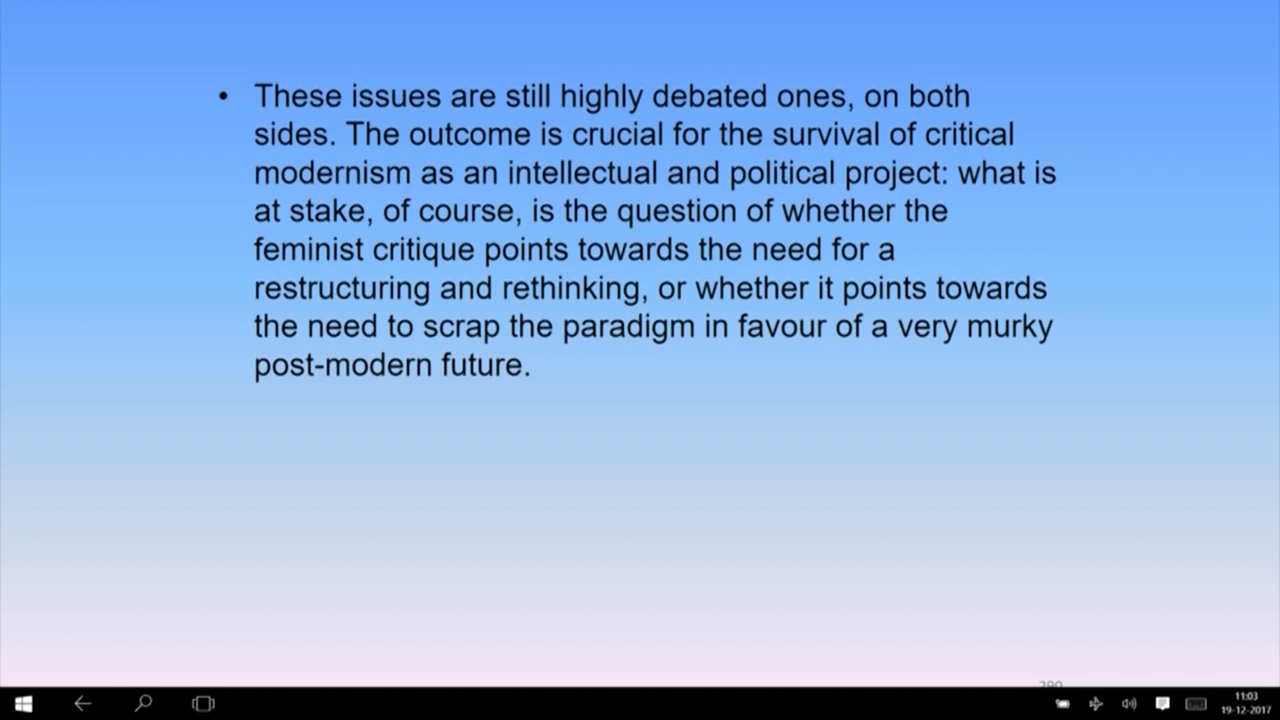 • These issues are still highly debated ones, on both
sides. The outcome is crucial for the survival of critical
modernism as an intellectual and political project: what is
at stake, of course, is the question of whether the
feminist critique points towards the need for a
restructuring and rethinking, or whether it points towards
the need to scrap the paradigm in favour of a very murky
post-modern future.
11:03
19-12-2017